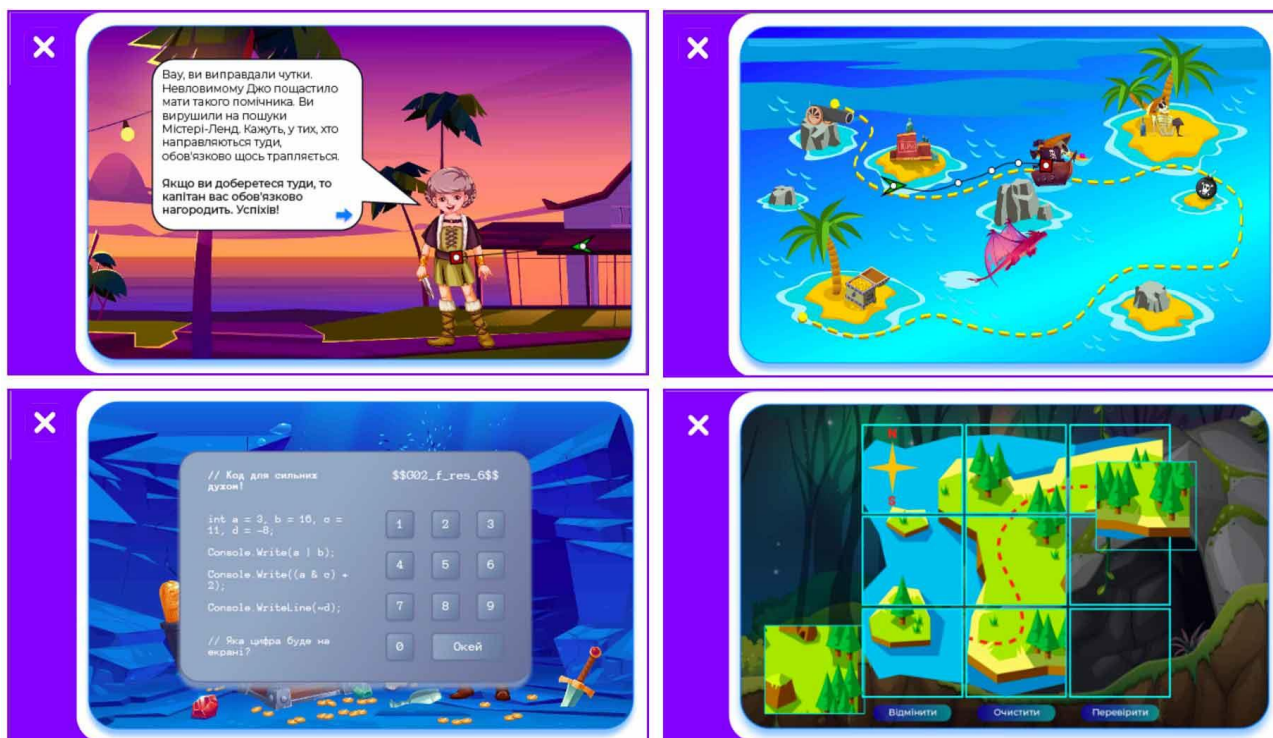 Вау, ви виправдали чутки.
Невловимому Джо пощастило
мати такого помічника. Ви
вирушили на пошуки
Містері-Ленд. Кажуть, у тих, хто
направляються туди,
обов'язково щось трапляється.
Якщо ви доберетеся туди, то
капітан вас обов'язково
нагородить. Успіхів!
// Код для сильних
духом!
$$G02_f_res_6$$
int a = 3, b = 16, c =
11, d = -8;
Console.Write(a | b);
Console.Write((a & c) +
2);
Console.WriteLine(~d);
// Яка цифра буде на
екрані?
1 2 3
4 5 6
7 8 9
0 Окей
N
S
Відмінити Очистити Перевірити